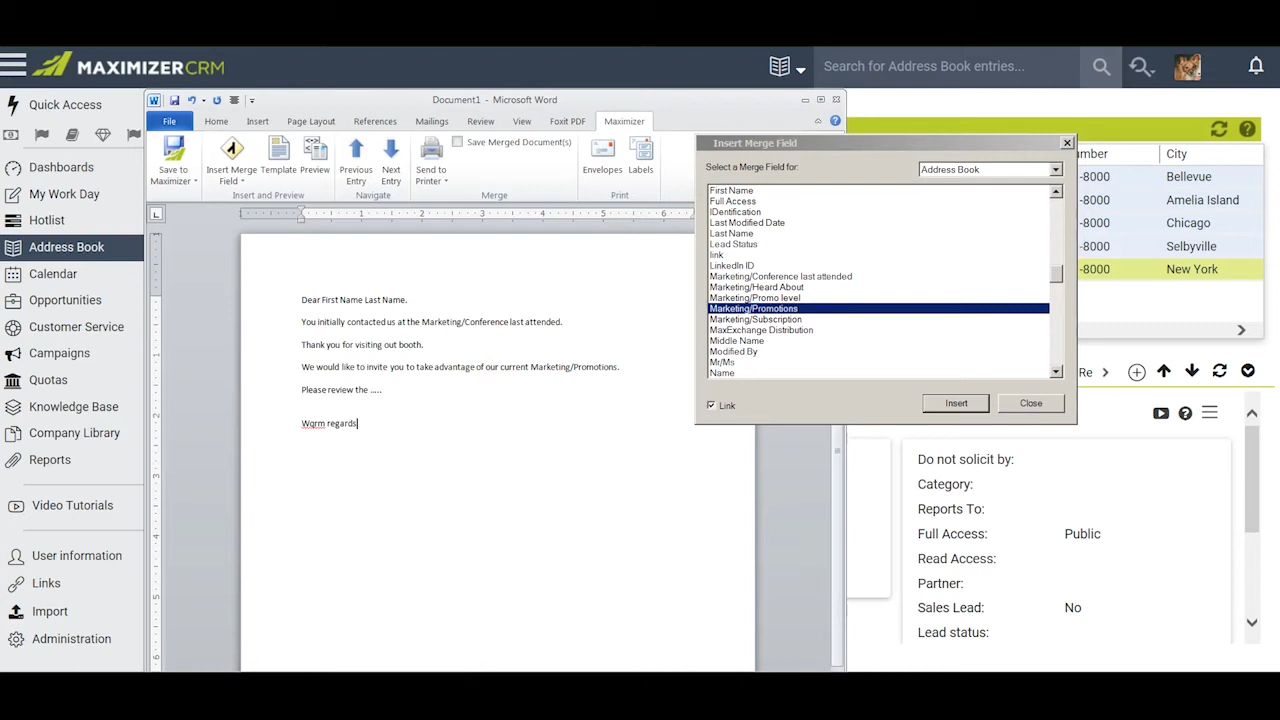 MAXIMIZERCRM
Search for Address Book entries...
Quick Access
Dashboards
My Work Day
Hotlist
Address Book
Calendar
Opportunities
Customer Service
Campaigns
Quotas
Knowledge Base
Company Library
Reports
Video Tutorials
User information
Links
Import
Administration
W
Document1 - Microsoft Word
File Home Insert Page Layout References Mailings Review View Foxit PDF Maximizer
Save to Maximizer
Insert Merge Field
Template
Preview
Previous Entry
Next Entry
Send to Printer
Save Merged Document(s)
Envelopes
Labels
Insert and Preview
Navigate
Merge
Print
L
1 2 3 4 5 6
Dear First Name Last Name.
You initially contacted us at the Marketing/Conference last attended.
Thank you for visiting out booth.
We would like to invite you to take advantage of our current Marketing/Promotions.
Please review the .....
Wqrm regards
Insert Merge Field
Select a Merge Field for:
Address Book
First Name
Full Access
IDentification
Last Modified Date
Last Name
Lead Status
link
LinkedIn ID
Marketing/Conference last attended
Marketing/Heard About
Marketing/Promo level
Marketing/Promotions
Marketing/Subscription
MaxExchange Distribution
Middle Name
Modified By
Mr/Ms
Name
Link
Insert
Close
umber City
-8000 Bellevue
-8000 Amelia Island
-8000 Chicago
-8000 Selbyville
-8000 New York
Re
Do not solicit by:
Category:
Reports To:
Full Access: Public
Read Access:
Partner:
Sales Lead: No
Lead status: